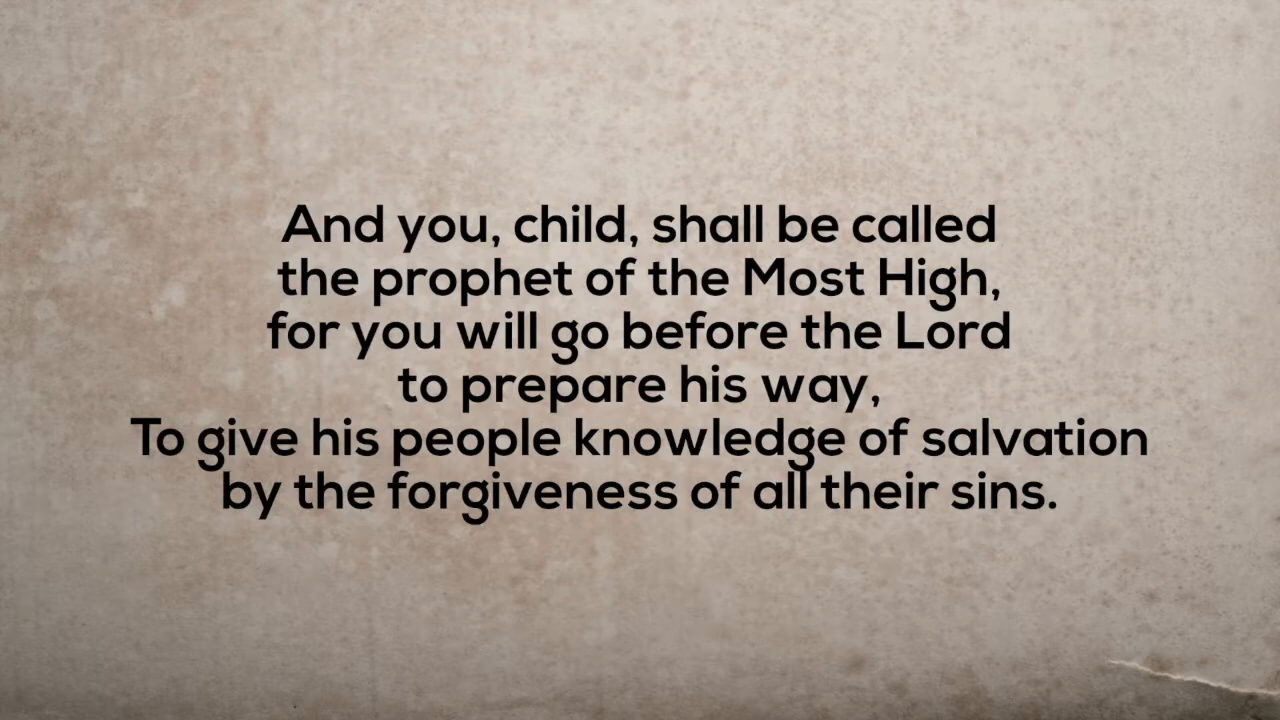 And you, child, shall be called
the prophet of the Most High,
for you will go before the Lord
to prepare his way,
To give his people knowledge of salvation
by the forgiveness of all their sins.